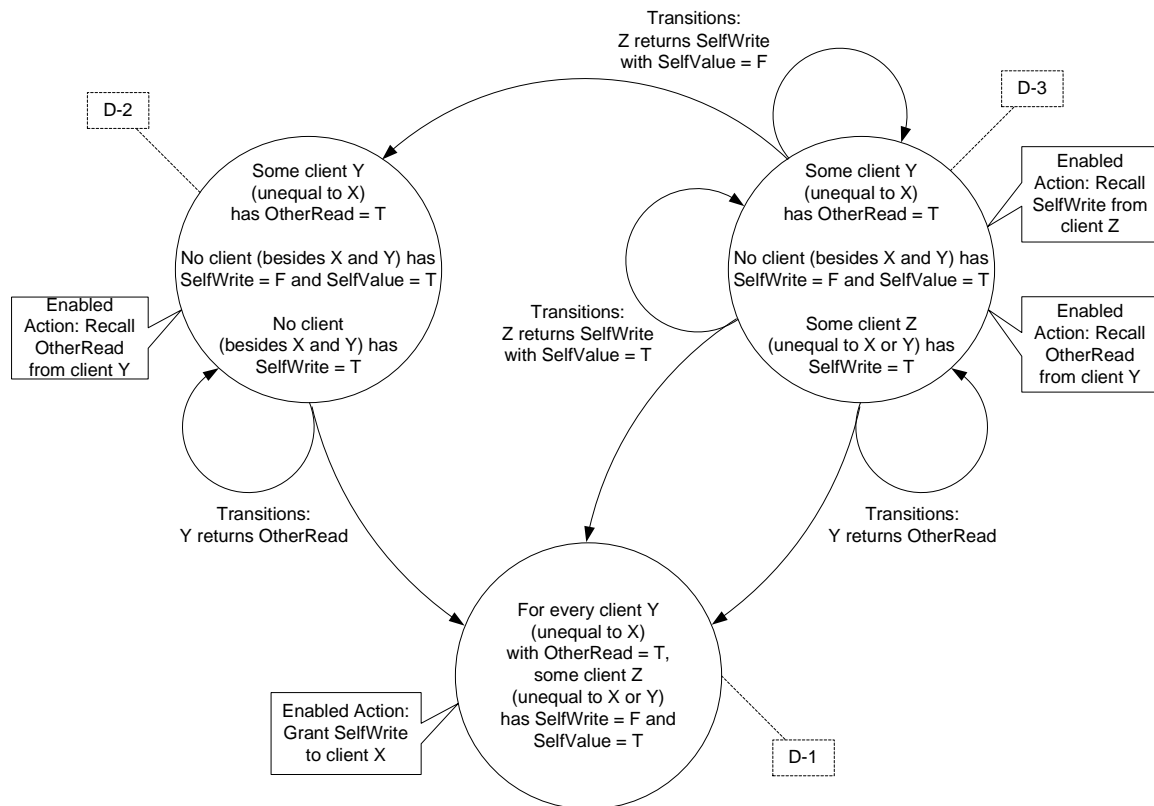 Transitions:
Z returns SelfWrite
with SelfValue = F
D-2
D-3
Some client Y
(unequal to X)
has OtherRead = T
No client (besides X and Y) has
SelfWrite = F and SelfValue = T
No client
(besides X and Y) has
SelfWrite = T
Enabled
Action: Recall
OtherRead
from client Y
Some client Y
(unequal to X)
has OtherRead = T
No client (besides X and Y) has
SelfWrite = F and SelfValue = T
Some client Z
(unequal to X or Y) has
SelfWrite = T
Enabled
Action: Recall
SelfWrite from
client Z
Enabled
Action: Recall
OtherRead
from client Y
Transitions:
Z returns SelfWrite
with SelfValue = T
Transitions:
Y returns OtherRead
Transitions:
Y returns OtherRead
For every client Y
(unequal to X)
with OtherRead = T,
some client Z
(unequal to X or Y)
has SelfWrite = F and
SelfValue = T
Enabled Action:
Grant SelfWrite
to client X
D-1